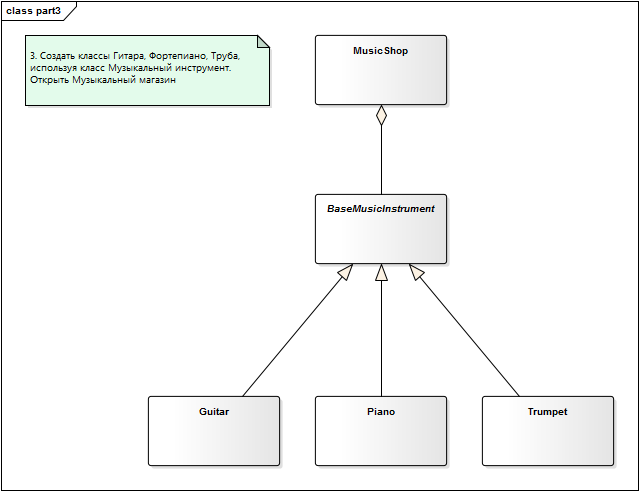 class part3
3. Создать классы Гитара, Фортепиано, Труба,
используя класс Музыкальный инструмент.
Открыть Музыкальный магазин
MusicShop
BaseMusicInstrument
Guitar
Piano
Trumpet